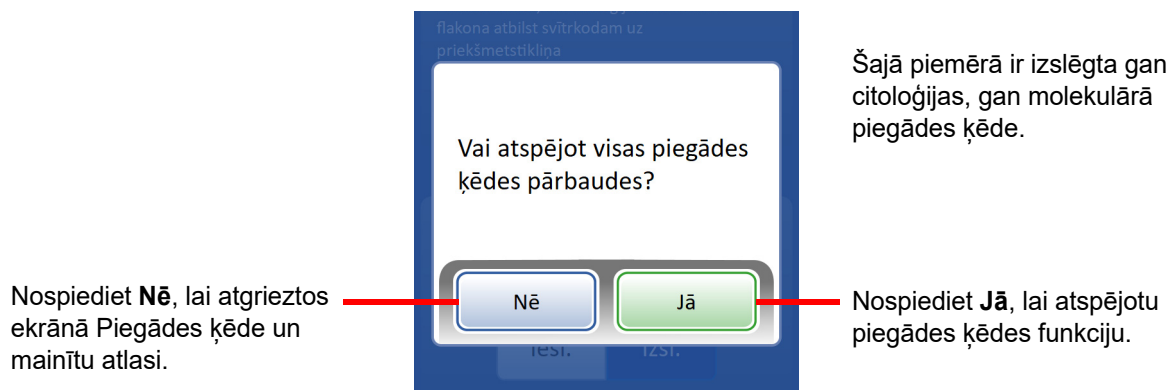 flakona atbilst svītrkodam uz
priekšmetstikliņa
Šajā piemērā ir izslēgta gan
citoloģijas, gan molekulārā
piegādes ķēde.
Vai atspējot visas piegādes
ķēdes pārbaudes?
Nospiediet Nē, lai atgrieztos
ekrānā Piegādes ķēde un
mainītu atlasi.
Nē
Jā
Nospiediet Jā, lai atspējotu
piegādes ķēdes funkciju.
Iesl.
Izsl.